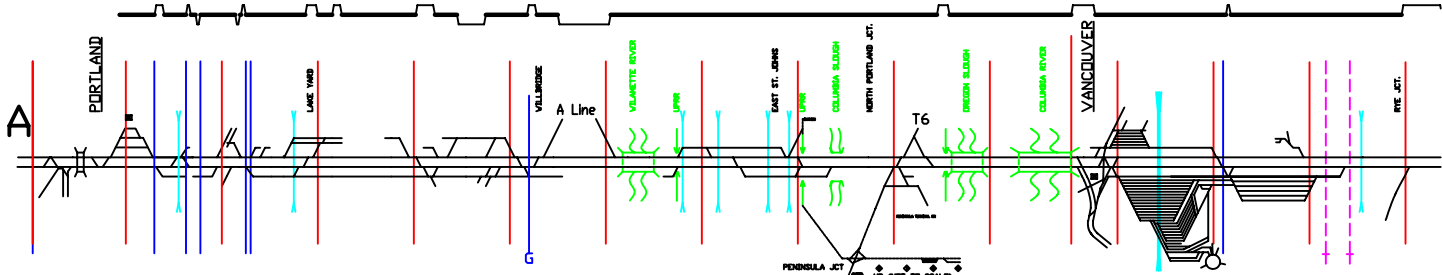 A
PORTLAND
LAKE YARD
WILLBRIDGE
A Line
WILAMETTE RIVER
UPRR
EAST ST. JOHNS
UPRR
COLUMBIA SLOUGH
NORTH PORTLAND JCT.
T6
OREGON SLOUGH
COLUMBIA RIVER
VANCOUVER
RYE JCT.
G
PENINSULA JCT